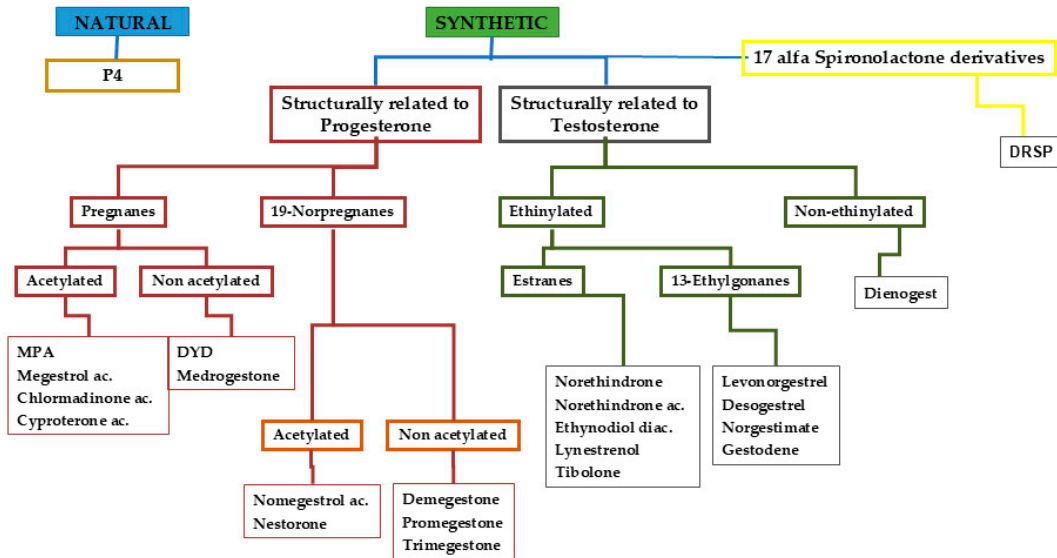 NATURAL
SYNTHETIC
P4
17 alfa Spironolactone derivatives
Structurally related to
Progesterone
Structurally related to
Testosterone
DRSP
Pregnanes
19-Norpregnanes
Ethinylated
Non-ethinylated
Acetylated
Non acetylated
Estranes
13-Ethylgonanes
Dienogest
MPA
Megestrol ac.
Chlormadinone ac.
Cyproterone ac.
DYD
Medrogestone
Norethindrone
Norethindrone ac.
Ethynodiol diac.
Lynestrenol
Tibolone
Levonorgestrel
Desogestrel
Norgestimate
Gestodene
Acetylated
Non acetylated
Nomegestrol ac.
Nestorone
Demegestone
Promegestone
Trimegestone